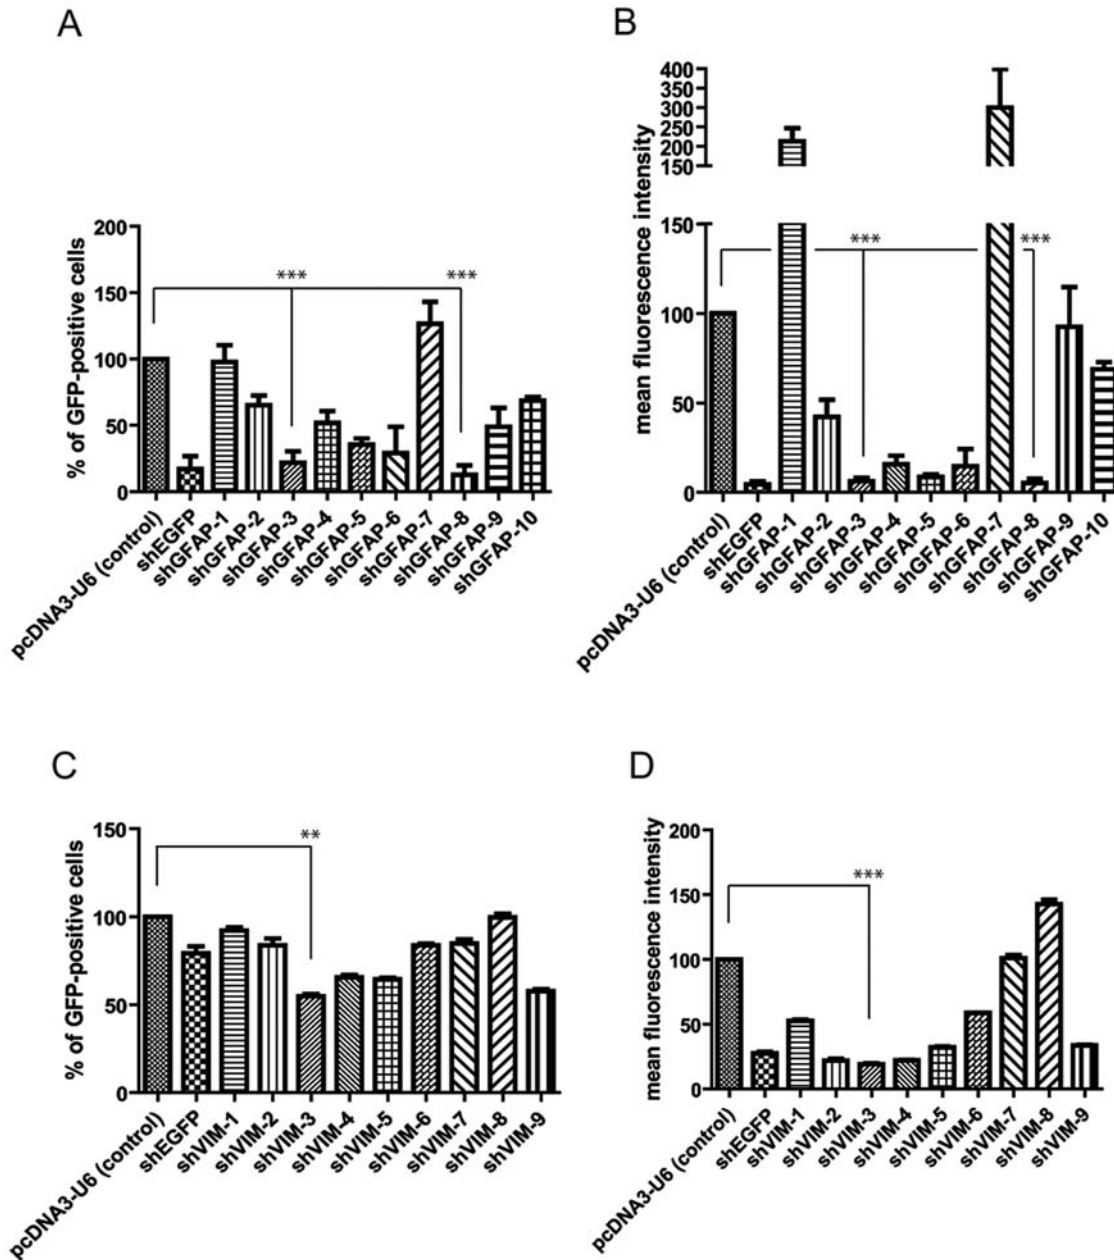 A
% of GFP-positive cells
200
150
100
50
0
***
***
pcDNA3-U6 (control)
shEGFP
shGFAP-1
shGFAP-2
shGFAP-3
shGFAP-4
shGFAP-5
shGFAP-6
shGFAP-7
shGFAP-8
shGFAP-9
shGFAP-10
B
mean fluorescence intensity
400
350
300
250
200
150
150
100
50
0
***
***
pcDNA3-U6 (control)
shEGFP
shGFAP-1
shGFAP-2
shGFAP-3
shGFAP-4
shGFAP-5
shGFAP-6
shGFAP-7
shGFAP-8
shGFAP-9
shGFAP-10
C
% of GFP-positive cells
150
100
50
0
**
pcDNA3-U6 (control)
shEGFP
shVIM-1
shVIM-2
shVIM-3
shVIM-4
shVIM-5
shVIM-6
shVIM-7
shVIM-8
shVIM-9
D
mean fluorescence intensity
200
150
100
50
0
***
pcDNA3-U6 (control)
shEGFP
shVIM-1
shVIM-2
shVIM-3
shVIM-4
shVIM-5
shVIM-6
shVIM-7
shVIM-8
shVIM-9